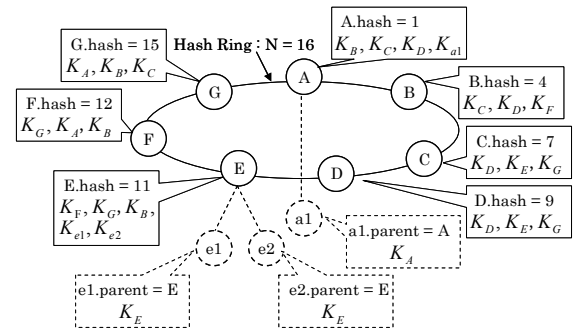 A.hash = 1
K_B, K_C, K_D, K_a1
Hash Ring : N = 16
G.hash = 15
K_A, K_B, K_C
A
G
B
B.hash = 4
K_C, K_D, K_F
F.hash = 12
K_G, K_A, K_B
F
C
C.hash = 7
K_D, K_E, K_G
E
D
E.hash = 11
K_F, K_G, K_B,
K_e1, K_e2
D.hash = 9
K_D, K_E, K_G
a1
a1.parent = A
K_A
e1
e2
e1.parent = E
K_E
e2.parent = E
K_E